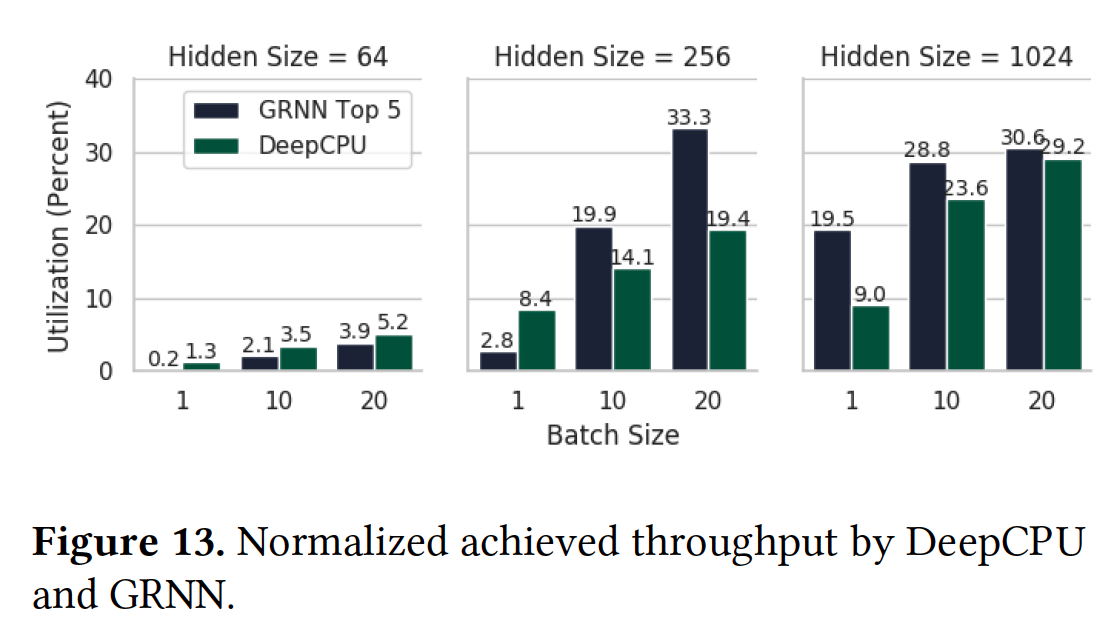 Hidden Size = 64
Hidden Size = 256
Hidden Size = 1024
Utilization (Percent)
40
30
20
10
0
GRNN Top 5
DeepCPU
0.2
1.3
2.1
3.5
3.9
5.2
2.8
8.4
19.9
14.1
33.3
19.4
19.5
9.0
28.8
23.6
30.6
29.2
1 10 20
1 10 20
1 10 20
Batch Size
Figure 13. Normalized achieved throughput by DeepCPU
and GRNN.